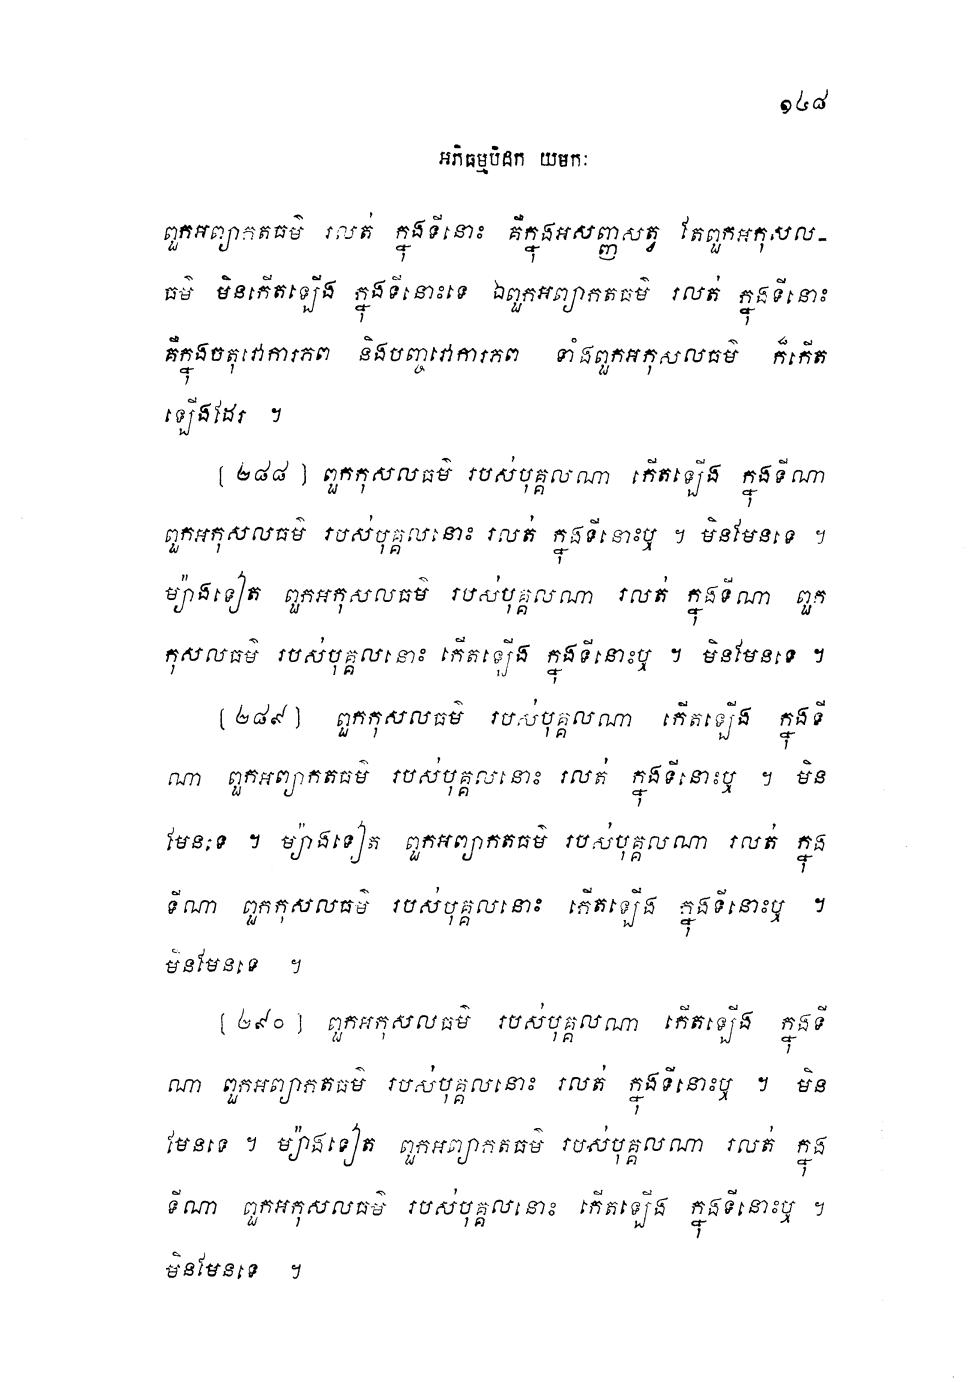 ១៤៨
អភិធម្មបិដក យមកៈ
ពួកអព្យាកតធម៌ រលត់ ក្នុងទីនោះ គឺក្នុងអសញ្ញសត្វ តែពួកអកុសល-
ធម៌ មិនកើតឡើង ក្នុងទីនោះទេ ឯពួកអព្យាកតធម៌ រលត់ ក្នុងទីនោះ
គឺក្នុងចតុវោការភព និងបញ្ចវោការភព ទាំងពួកអកុសលធម៌ ក៏កើត
ឡើងដែរ ។
[២៨៨] ពួកកុសលធម៌ របស់បុគ្គលណា កើតឡើង ក្នុងទីណា
ពួកអកុសលធម៌ របស់បុគ្គលនោះ រលត់ ក្នុងទីនោះឬ ។ មិនមែនទេ ។
ម្យ៉ាងទៀត ពួកអកុសលធម៌ របស់បុគ្គលណា រលត់ ក្នុងទីណា ពួក
កុសលធម៌ របស់បុគ្គលនោះ កើតឡើង ក្នុងទីនោះឬ ។ មិនមែនទេ ។
[២៨៩] ពួកកុសលធម៌ របស់បុគ្គលណា កើតឡើង ក្នុងទី
ណា ពួកអព្យាកតធម៌ របស់បុគ្គលនោះ រលត់ ក្នុងទីនោះឬ ។ មិន
មែនទេ ។ ម្យ៉ាងទៀត ពួកអព្យាកតធម៌ របស់បុគ្គលណា រលត់ ក្នុង
ទីណា ពួកកុសលធម៌ របស់បុគ្គលនោះ កើតឡើង ក្នុងទីនោះឬ ។
មិនមែនទេ ។
[២៩០] ពួកអកុសលធម៌ របស់បុគ្គលណា កើតឡើង ក្នុងទី
ណា ពួកអព្យាកតធម៌ របស់បុគ្គលនោះ រលត់ ក្នុងទីនោះឬ ។ មិន
មែនទេ ។ ម្យ៉ាងទៀត ពួកអព្យាកតធម៌ របស់បុគ្គលណា រលត់ ក្នុង
ទីណា ពួកអកុសលធម៌ របស់បុគ្គលនោះ កើតឡើង ក្នុងទីនោះឬ ។
មិនមែនទេ ។